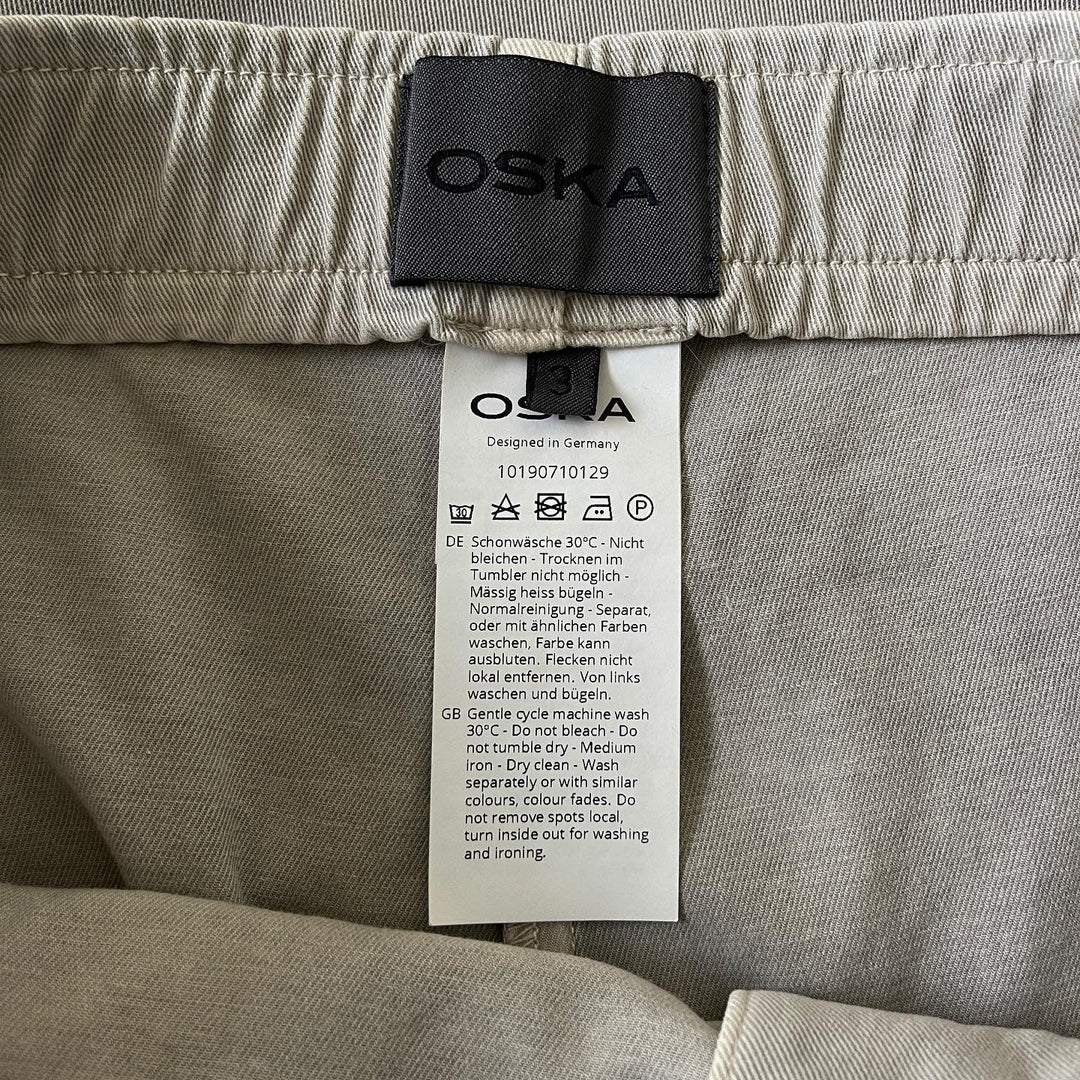 OSKA
3
OSKA
Designed in Germany
10190710129
30 P
DE Schonwäsche 30°C - Nicht
bleichen - Trocknen im
Tumbler nicht möglich -
Mässig heiss bügeln -
Normalreinigung - Separat,
oder mit ähnlichen Farben
waschen, Farbe kann
ausbluten. Flecken nicht
lokal entfernen. Von links
waschen und bügeln.
GB Gentle cycle machine wash
30°C - Do not bleach - Do
not tumble dry - Medium
iron - Dry clean - Wash
separately or with similar
colours, colour fades. Do
not remove spots local,
turn inside out for washing
and ironing.